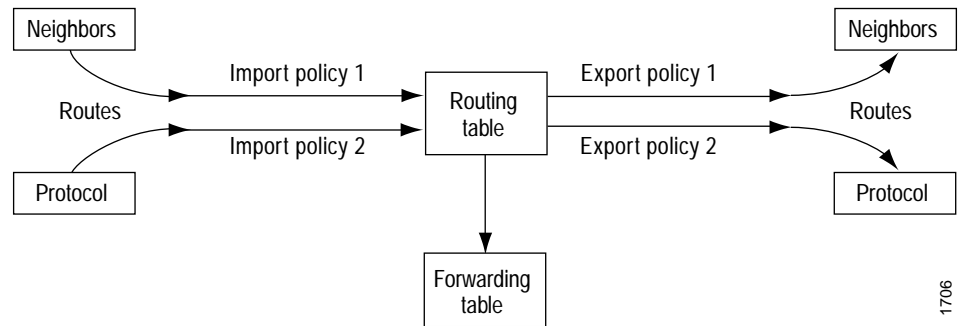 Neighbors
Neighbors
Import policy 1
Export policy 1
Routes
Routing
table
Routes
Import policy 2
Export policy 2
Protocol
Protocol
Forwarding
table
1706